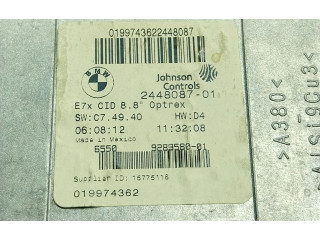 0199743622448087
BMW
Johnson
Controls
2448087-01
E7x CID 8.8" Optrex
SW:C7.49.40 HW:D4
06:08:12 11:32:08
Made in Mexico
6550 9283580-01
Supplier ID: 15776116
019974362
>A380<
>AlSi9Cu3<